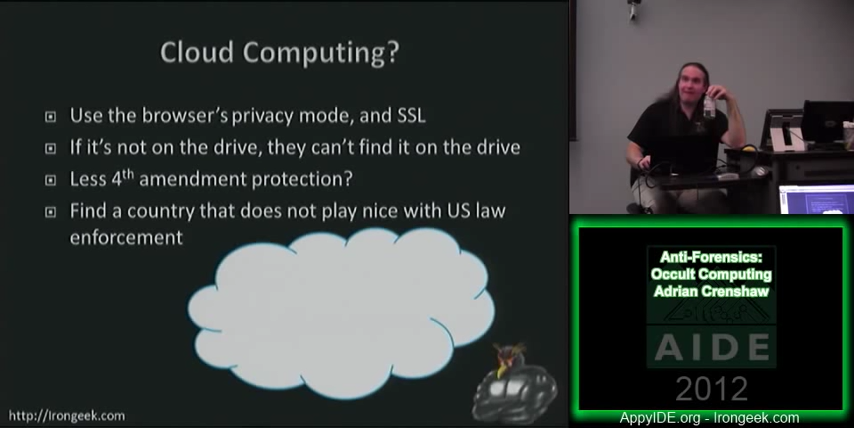 Cloud Computing?
Use the browser's privacy mode, and SSL
If it's not on the drive, they can't find it on the drive
Less 4th amendment protection?
Find a country that does not play nice with US law
enforcement
http://Irongeek.com
Anti-Forensics:
Occult Computing
Adrian Crenshaw
AIDE
2012
AppyIDE.org - Irongeek.com